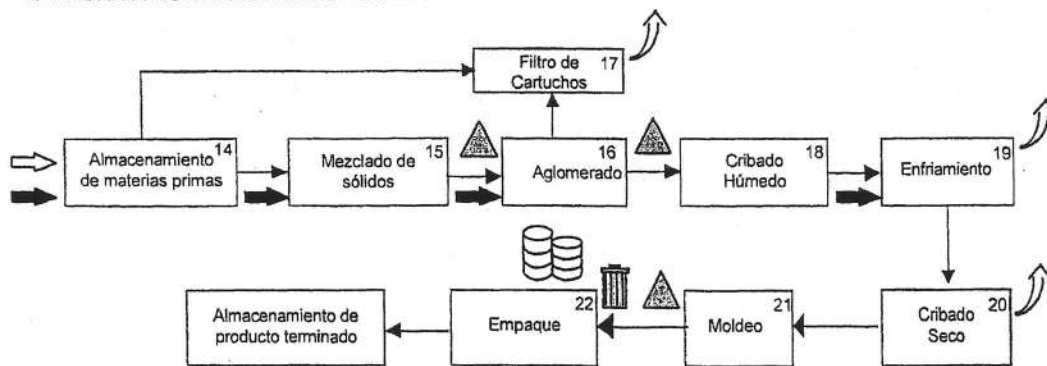 17
Filtro de
Cartuchos
14
Almacenamiento
de materias primas
15
Mezclado de
sólidos
16
Aglomerado
18
Cribado
Húmedo
19
Enfriamiento
Almacenamiento de
producto terminado
22
Empaque
21
Moldeo
20
Cribado
Seco